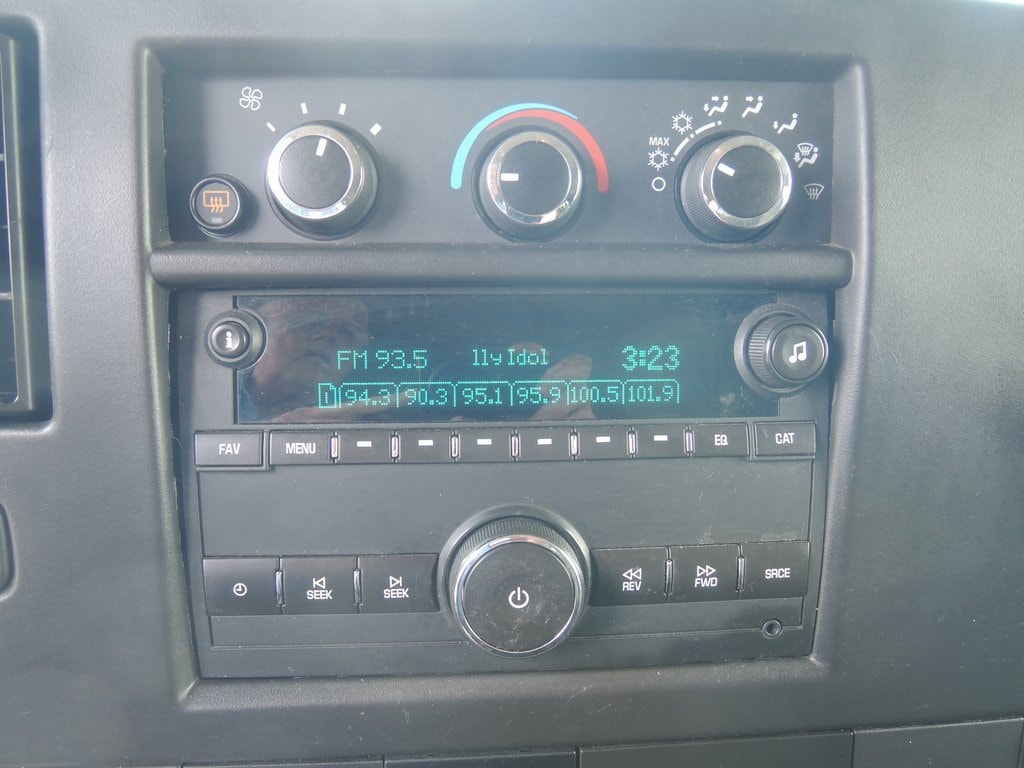 MAX
i
FM 93.5 lly Idol 3:23
94.3 90.3 95.1 95.9 100.5 101.9
FAV MENU EQ CAT
SEEK SEEK REV FWD SRCE